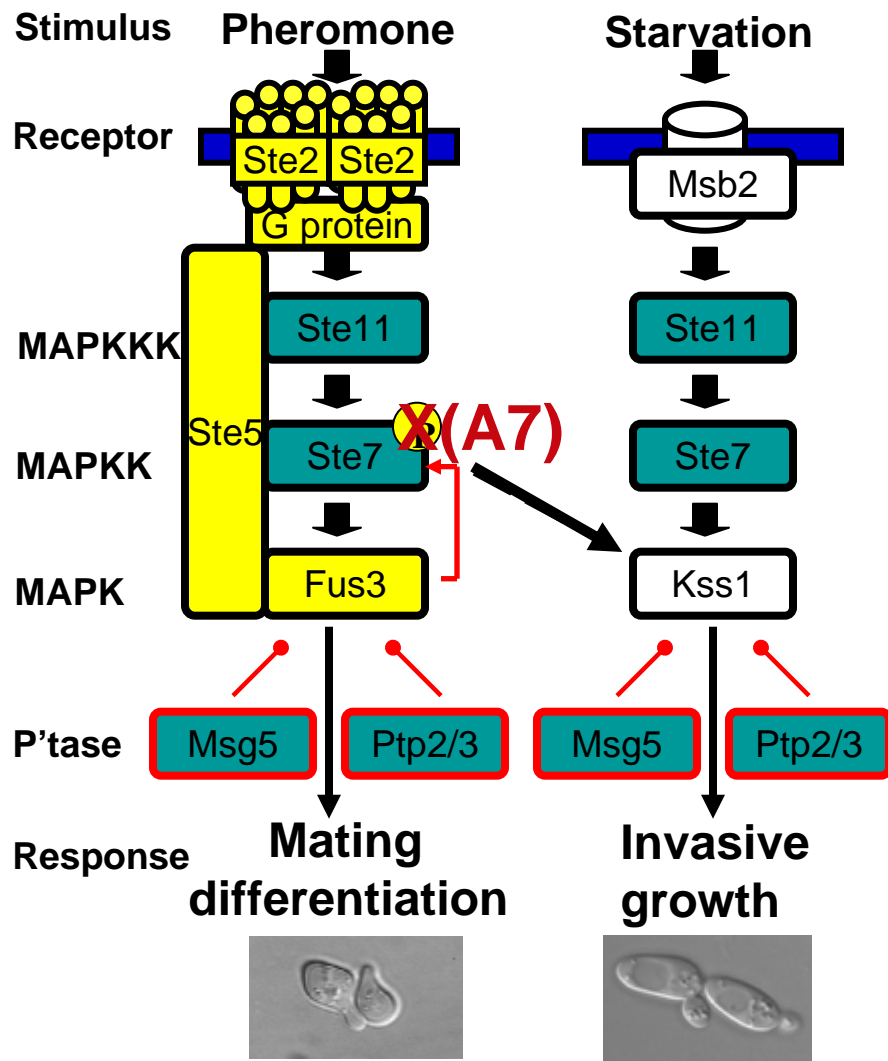 Stimulus Pheromone Starvation
Receptor
Ste2 Ste2 Msb2
G protein
MAPKKK Ste11 Ste11
Ste5
P
X(A7)
MAPKK Ste7 Ste7
MAPK Fus3 Kss1
P'tase Msg5 Ptp2/3 Msg5 Ptp2/3
Response Mating Invasive
differentiation growth